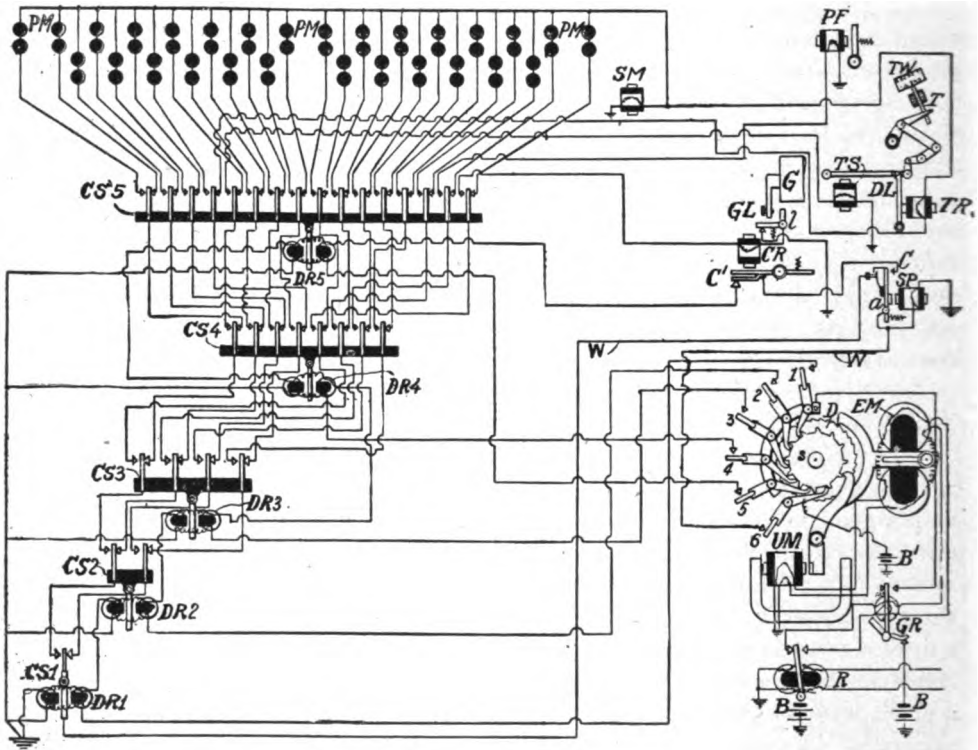 PM PM PM PF
SM TW T
CS5 TS DL TR
G GL l CR C'
DR5 C SP a
CS4 W W
DR4 1 2 3 4 5 6 D s EM
CS3
DR3
CS2 UM B'
DR2 GR
CS1
DR1 R B B